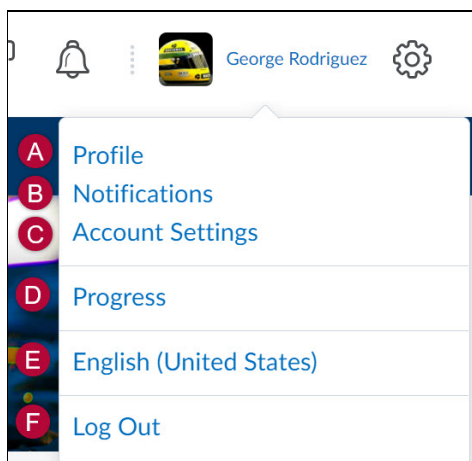 George Rodriguez
A Profile
B Notifications
C Account Settings
D Progress
E English (United States)
F Log Out